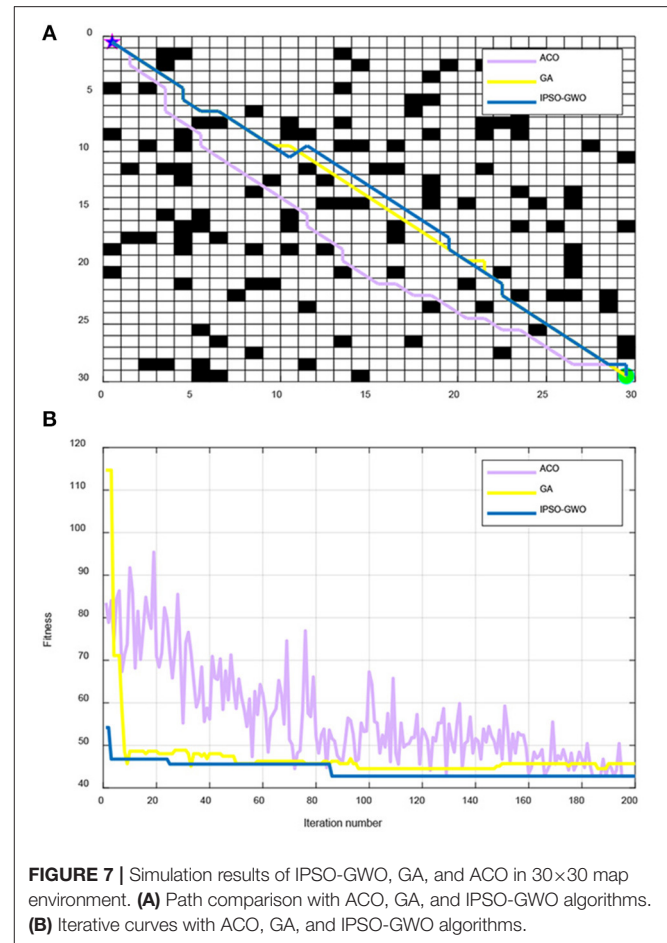 A
0
5
10
15
20
25
30
0
5
10
15
20
25
30
ACO
GA
IPSO-GWO
B
120
110
100
90
80
70
60
50
40
Fitness
0
20
40
60
80
100
120
140
160
180
200
Iteration number
ACO
GA
IPSO-GWO
FIGURE 7 | Simulation results of IPSO-GWO, GA, and ACO in 30×30 map
environment. (A) Path comparison with ACO, GA, and IPSO-GWO algorithms.
(B) Iterative curves with ACO, GA, and IPSO-GWO algorithms.